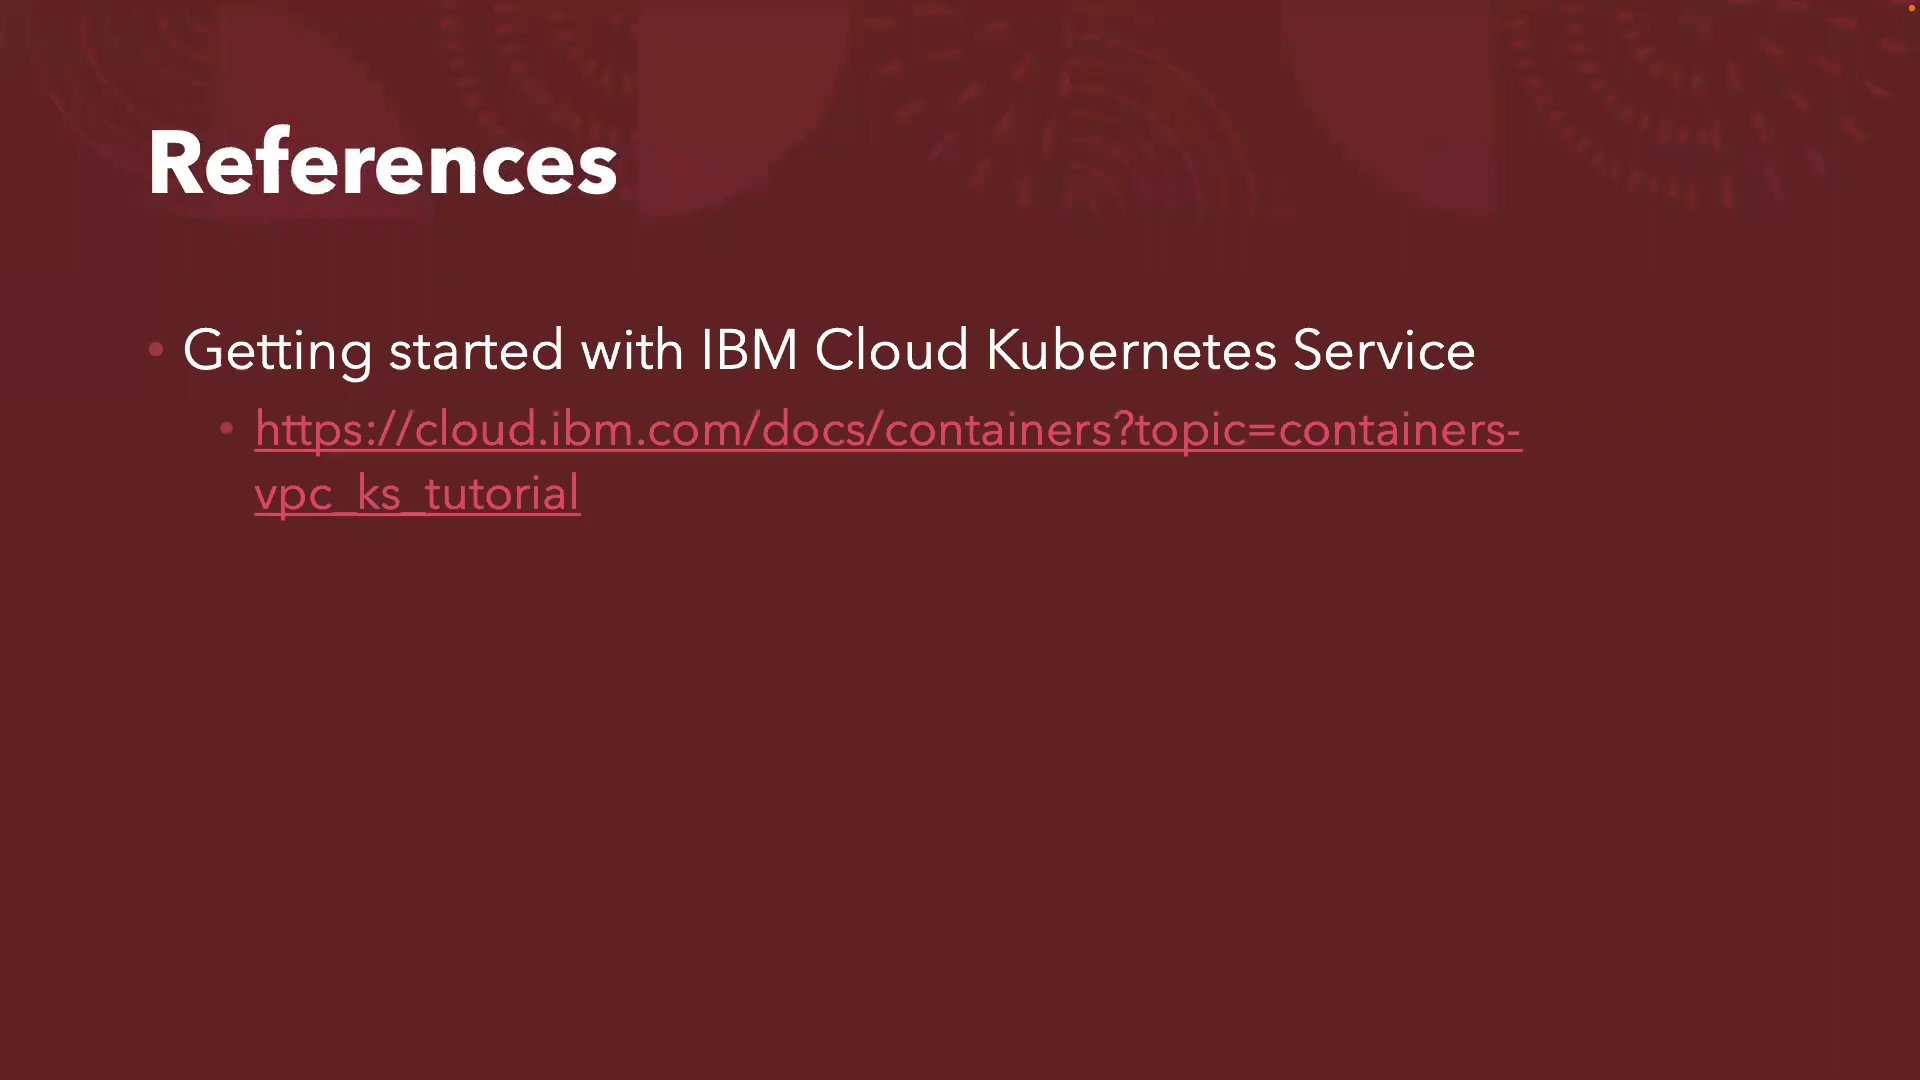 References
• Getting started with IBM Cloud Kubernetes Service
• https://cloud.ibm.com/docs/containers?topic=containers-
vpc_ks_tutorial